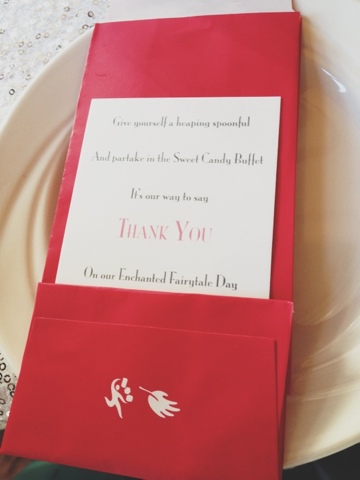 Give yourself a heaping spoonful
And partake in the Sweet Candy Buffet
It's our way to say
THANK YOU
On our Enchanted Fairytale Day